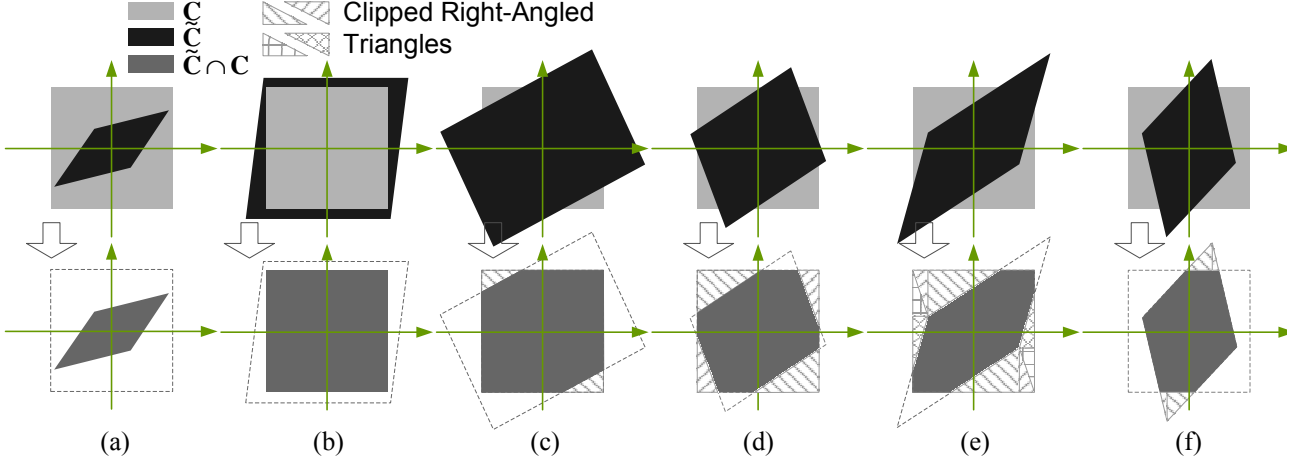 C
C̃
C̃ ∩ C
Clipped Right-Angled
Triangles
(a) (b) (c) (d) (e) (f)